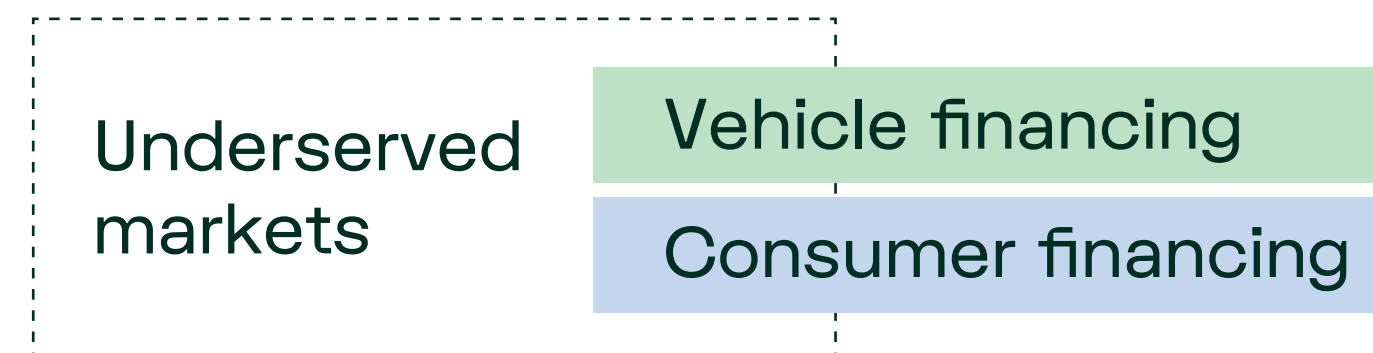 Underserved
markets
Vehicle financing
Consumer financing